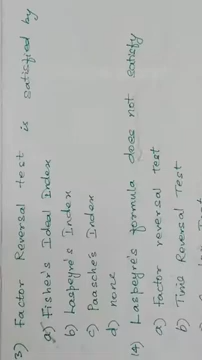 3) Factor Reversal test is satisfied by
a) Fisher's Ideal Index
b) Laspeyre's Index
c) Paasche's Index
d) none
14) Laspeyre's formula does not satisfy
a) Factor reversal test
b) Time Reversal Test